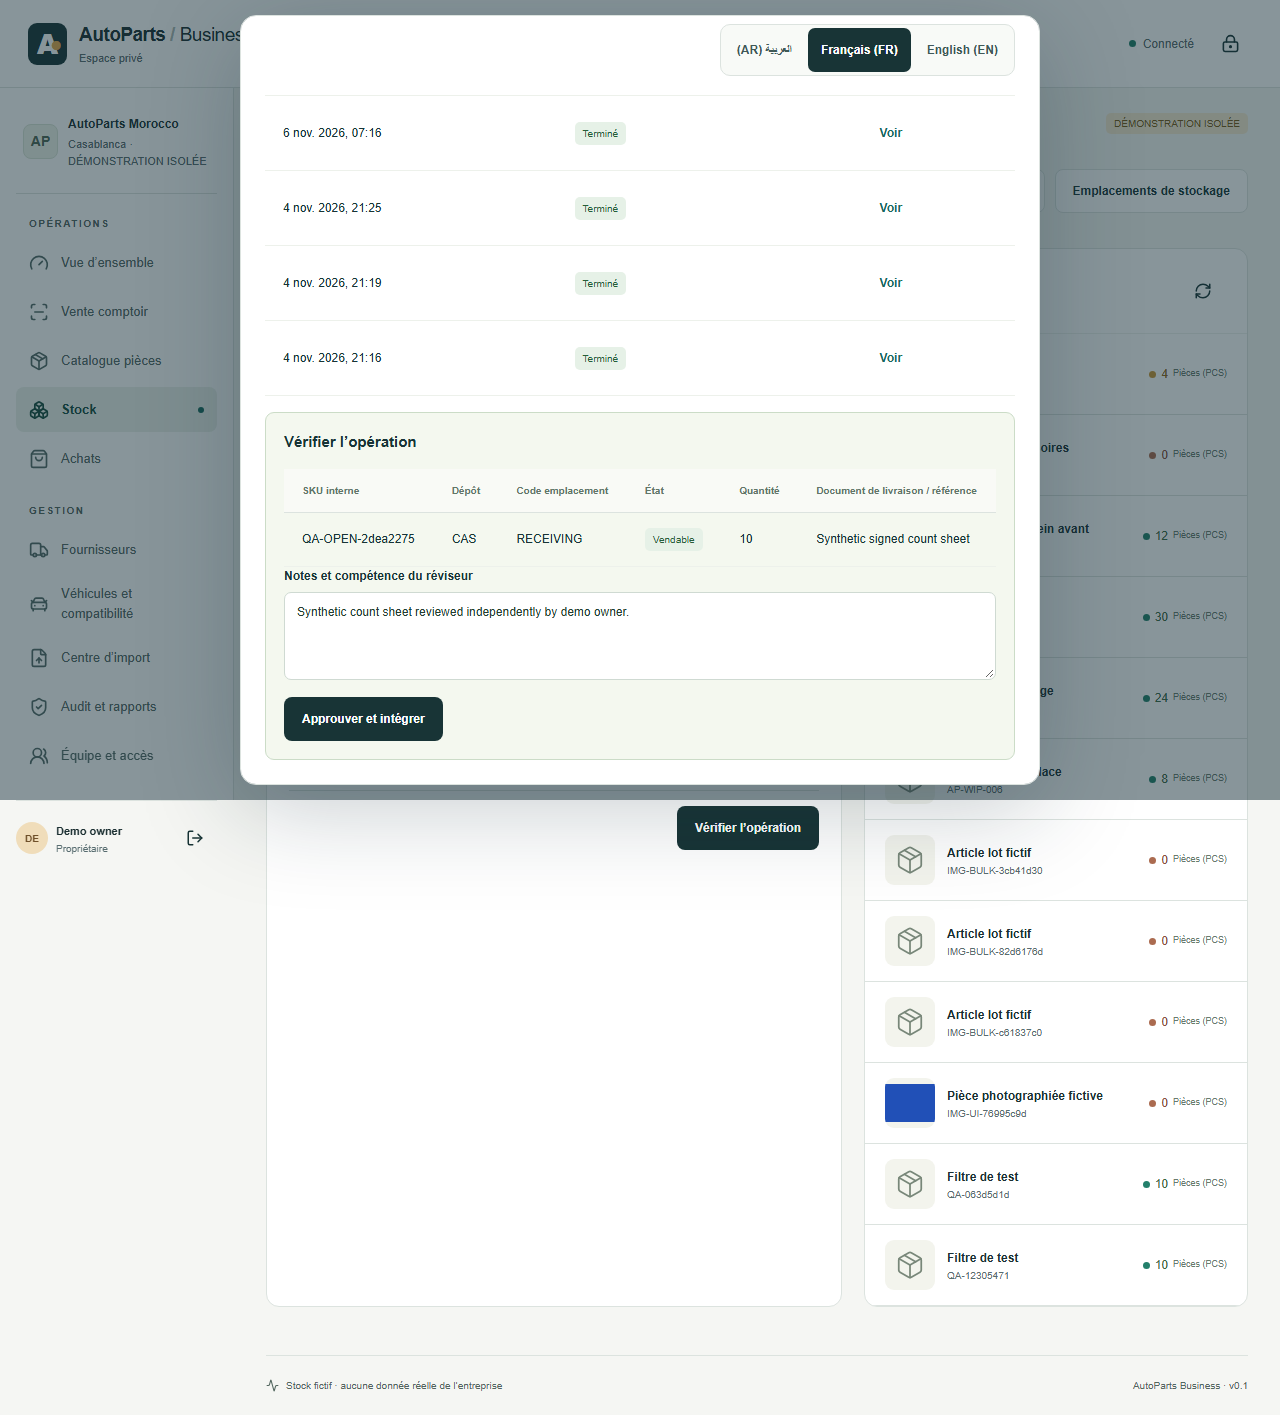 AutoParts / Busines
Espace privé
العربية (AR)
Français (FR)
English (EN)
Connecté
AP
AutoParts Morocco
Casablanca ·
DÉMONSTRATION ISOLÉE
OPÉRATIONS
Vue d'ensemble
Vente comptoir
Catalogue pièces
Stock
Achats
GESTION
Fournisseurs
Véhicules et
compatibilité
Centre d'import
Audit et rapports
Équipe et accès
DE
Demo owner
Propriétaire
6 nov. 2026, 07:16 Terminé Voir
4 nov. 2026, 21:25 Terminé Voir
4 nov. 2026, 21:19 Terminé Voir
4 nov. 2026, 21:16 Terminé Voir
Vérifier l’opération
SKU interne Dépôt Code emplacement État Quantité Document de livraison / référence
QA-OPEN-2dea2275 CAS RECEIVING Vendable 10 Synthetic signed count sheet
Notes et compétence du réviseur
Synthetic count sheet reviewed independently by demo owner.
Approuver et intégrer
Vérifier l’opération
DÉMONSTRATION ISOLÉE
Emplacements de stockage
4 Pièces (PCS)
oires
0 Pièces (PCS)
ein avant
12 Pièces (PCS)
30 Pièces (PCS)
ge
24 Pièces (PCS)
lace
AP-WIP-006
8 Pièces (PCS)
Article lot fictif
IMG-BULK-3cb41d30
0 Pièces (PCS)
Article lot fictif
IMG-BULK-82d6176d
0 Pièces (PCS)
Article lot fictif
IMG-BULK-c61837c0
0 Pièces (PCS)
Pièce photographiée fictive
IMG-UI-76995c9d
0 Pièces (PCS)
Filtre de test
QA-063d5d1d
10 Pièces (PCS)
Filtre de test
QA-12305471
10 Pièces (PCS)
Stock fictif · aucune donnée réelle de l’entreprise
AutoParts Business · v0.1